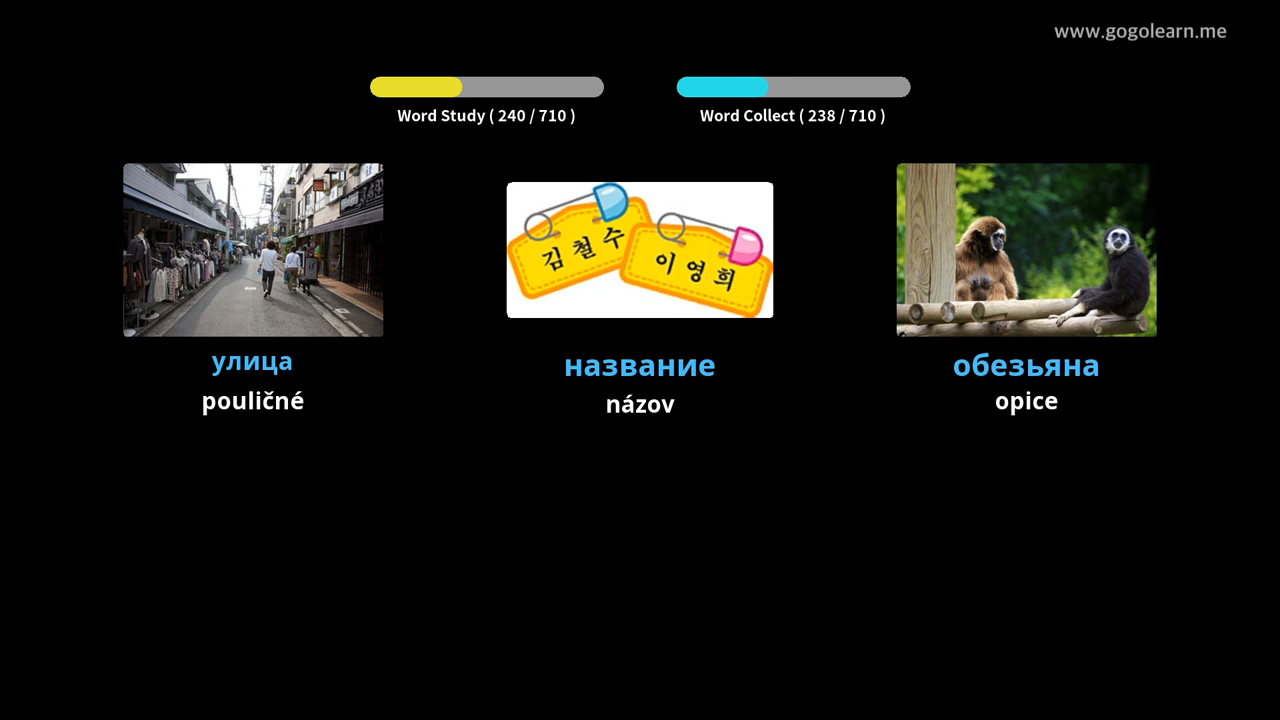 www.gogolearn.me
Word Study ( 240 / 710 )
Word Collect ( 238 / 710 )
김철수
이영희
улица
название
обезьяна
pouličné
názov
opice